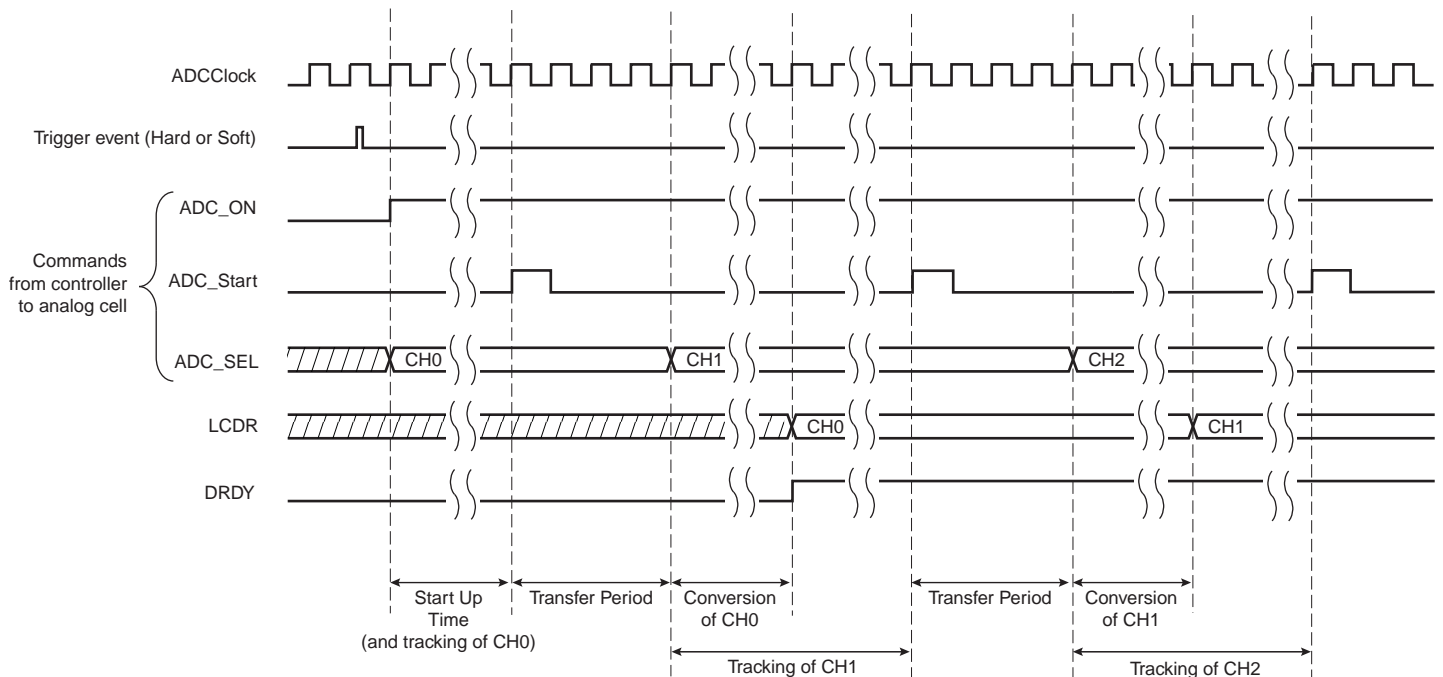 ADCClock
Trigger event (Hard or Soft)
ADC_ON
Commands
from controller
to analog cell
ADC_Start
ADC_SEL
CH0
CH1
CH2
LCDR
CH0
CH1
DRDY
Start Up
Time
(and tracking of CH0)
Transfer Period
Conversion
of CH0
Transfer Period
Conversion
of CH1
Tracking of CH1
Tracking of CH2